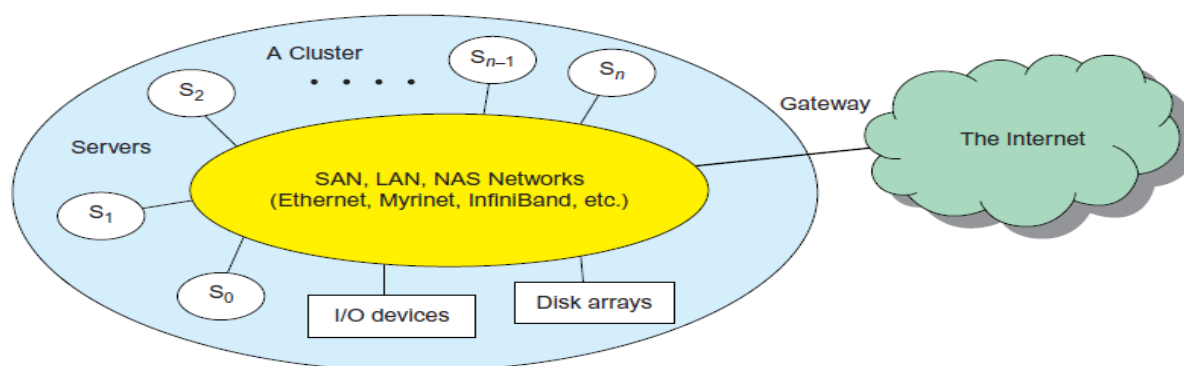 A Cluster
S2
Sn–1
Sn
Gateway
Servers
The Internet
SAN, LAN, NAS Networks
(Ethernet, Myrinet, InfiniBand, etc.)
S1
S0
I/O devices
Disk arrays